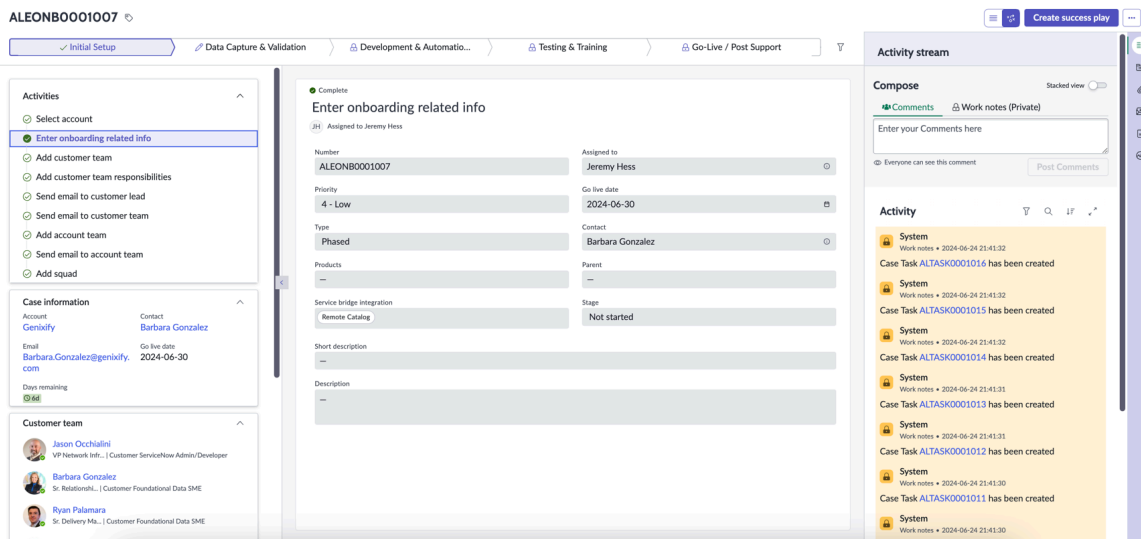 ALEONB0001007
Create success play
Initial Setup
Data Capture & Validation
Development & Automatio...
Testing & Training
Go-Live / Post Support
Activities
Select account
Enter onboarding related info
Add customer team
Add customer team responsibilities
Send email to customer lead
Send email to customer team
Add account team
Send email to account team
Add squad
Case information
Account
Contact
Genixify
Barbara Gonzalez
Email
Go live date
Barbara.Gonzalez@genixify.
com
2024-06-30
Days remaining
6d
Customer team
Jason Occhialini
VP Network Infr... | Customer ServiceNow Admin/Developer
Barbara Gonzalez
Sr. Relationshi... | Customer Foundational Data SME
Ryan Palamara
Sr. Delivery Ma... | Customer Foundational Data SME
Complete
Enter onboarding related info
JH Assigned to Jeremy Hess
Number
ALEONB0001007
Assigned to
Jeremy Hess
Priority
4 - Low
Go live date
2024-06-30
Type
Phased
Contact
Barbara Gonzalez
Products
—
Parent
—
Service bridge integration
Remote Catalog
Stage
Not started
Short description
—
Description
—
Activity stream
Compose
Stacked view
Comments
Work notes (Private)
Enter your Comments here
Everyone can see this comment
Post Comments
Activity
System
Work notes • 2024-06-24 21:41:32
Case Task ALTASK0001016 has been created
System
Work notes • 2024-06-24 21:41:32
Case Task ALTASK0001015 has been created
System
Work notes • 2024-06-24 21:41:32
Case Task ALTASK0001014 has been created
System
Work notes • 2024-06-24 21:41:31
Case Task ALTASK0001013 has been created
System
Work notes • 2024-06-24 21:41:31
Case Task ALTASK0001012 has been created
System
Work notes • 2024-06-24 21:41:30
Case Task ALTASK0001011 has been created
System
Work notes • 2024-06-24 21:41:30